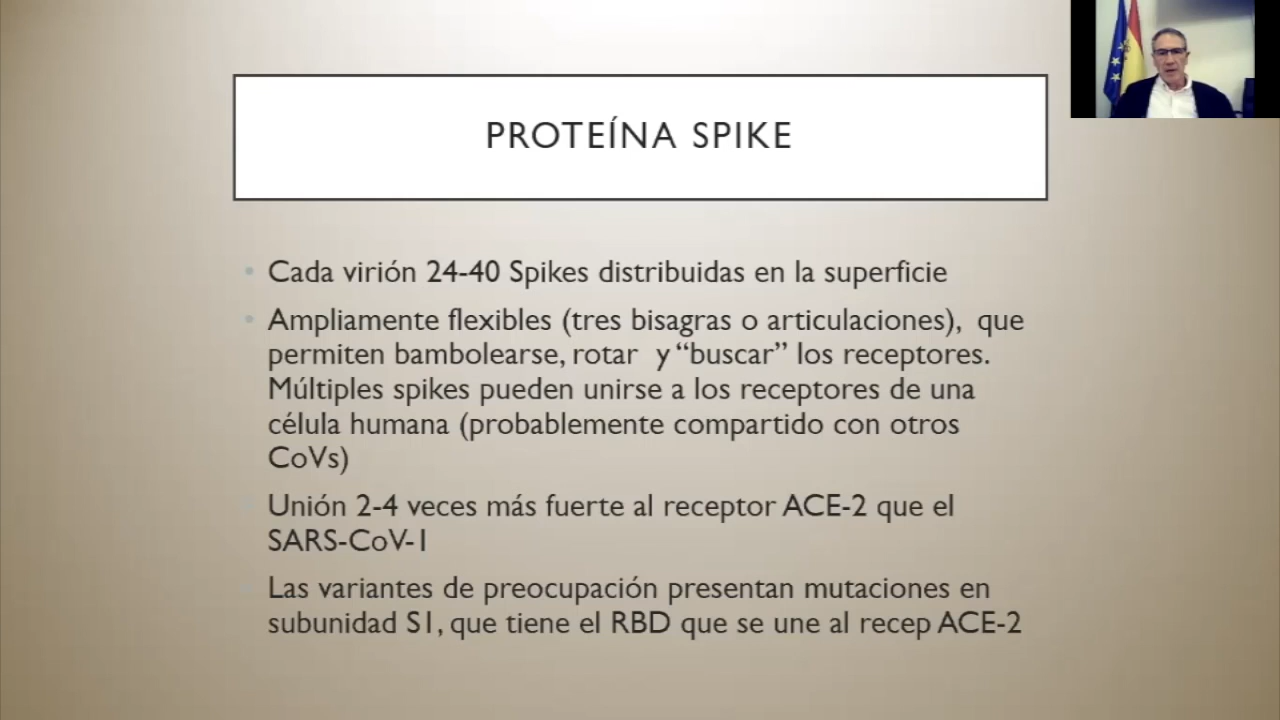 PROTEÍNA SPIKE
• Cada virión 24-40 Spikes distribuidas en la superficie
• Ampliamente flexibles (tres bisagras o articulaciones), que
permiten bambolearse, rotar y “buscar” los receptores.
Múltiples spikes pueden unirse a los receptores de una
célula humana (probablemente compartido con otros
CoVs)
• Unión 2-4 veces más fuerte al receptor ACE-2 que el
SARS-CoV-1
• Las variantes de preocupación presentan mutaciones en
subunidad S1, que tiene el RBD que se une al recep ACE-2